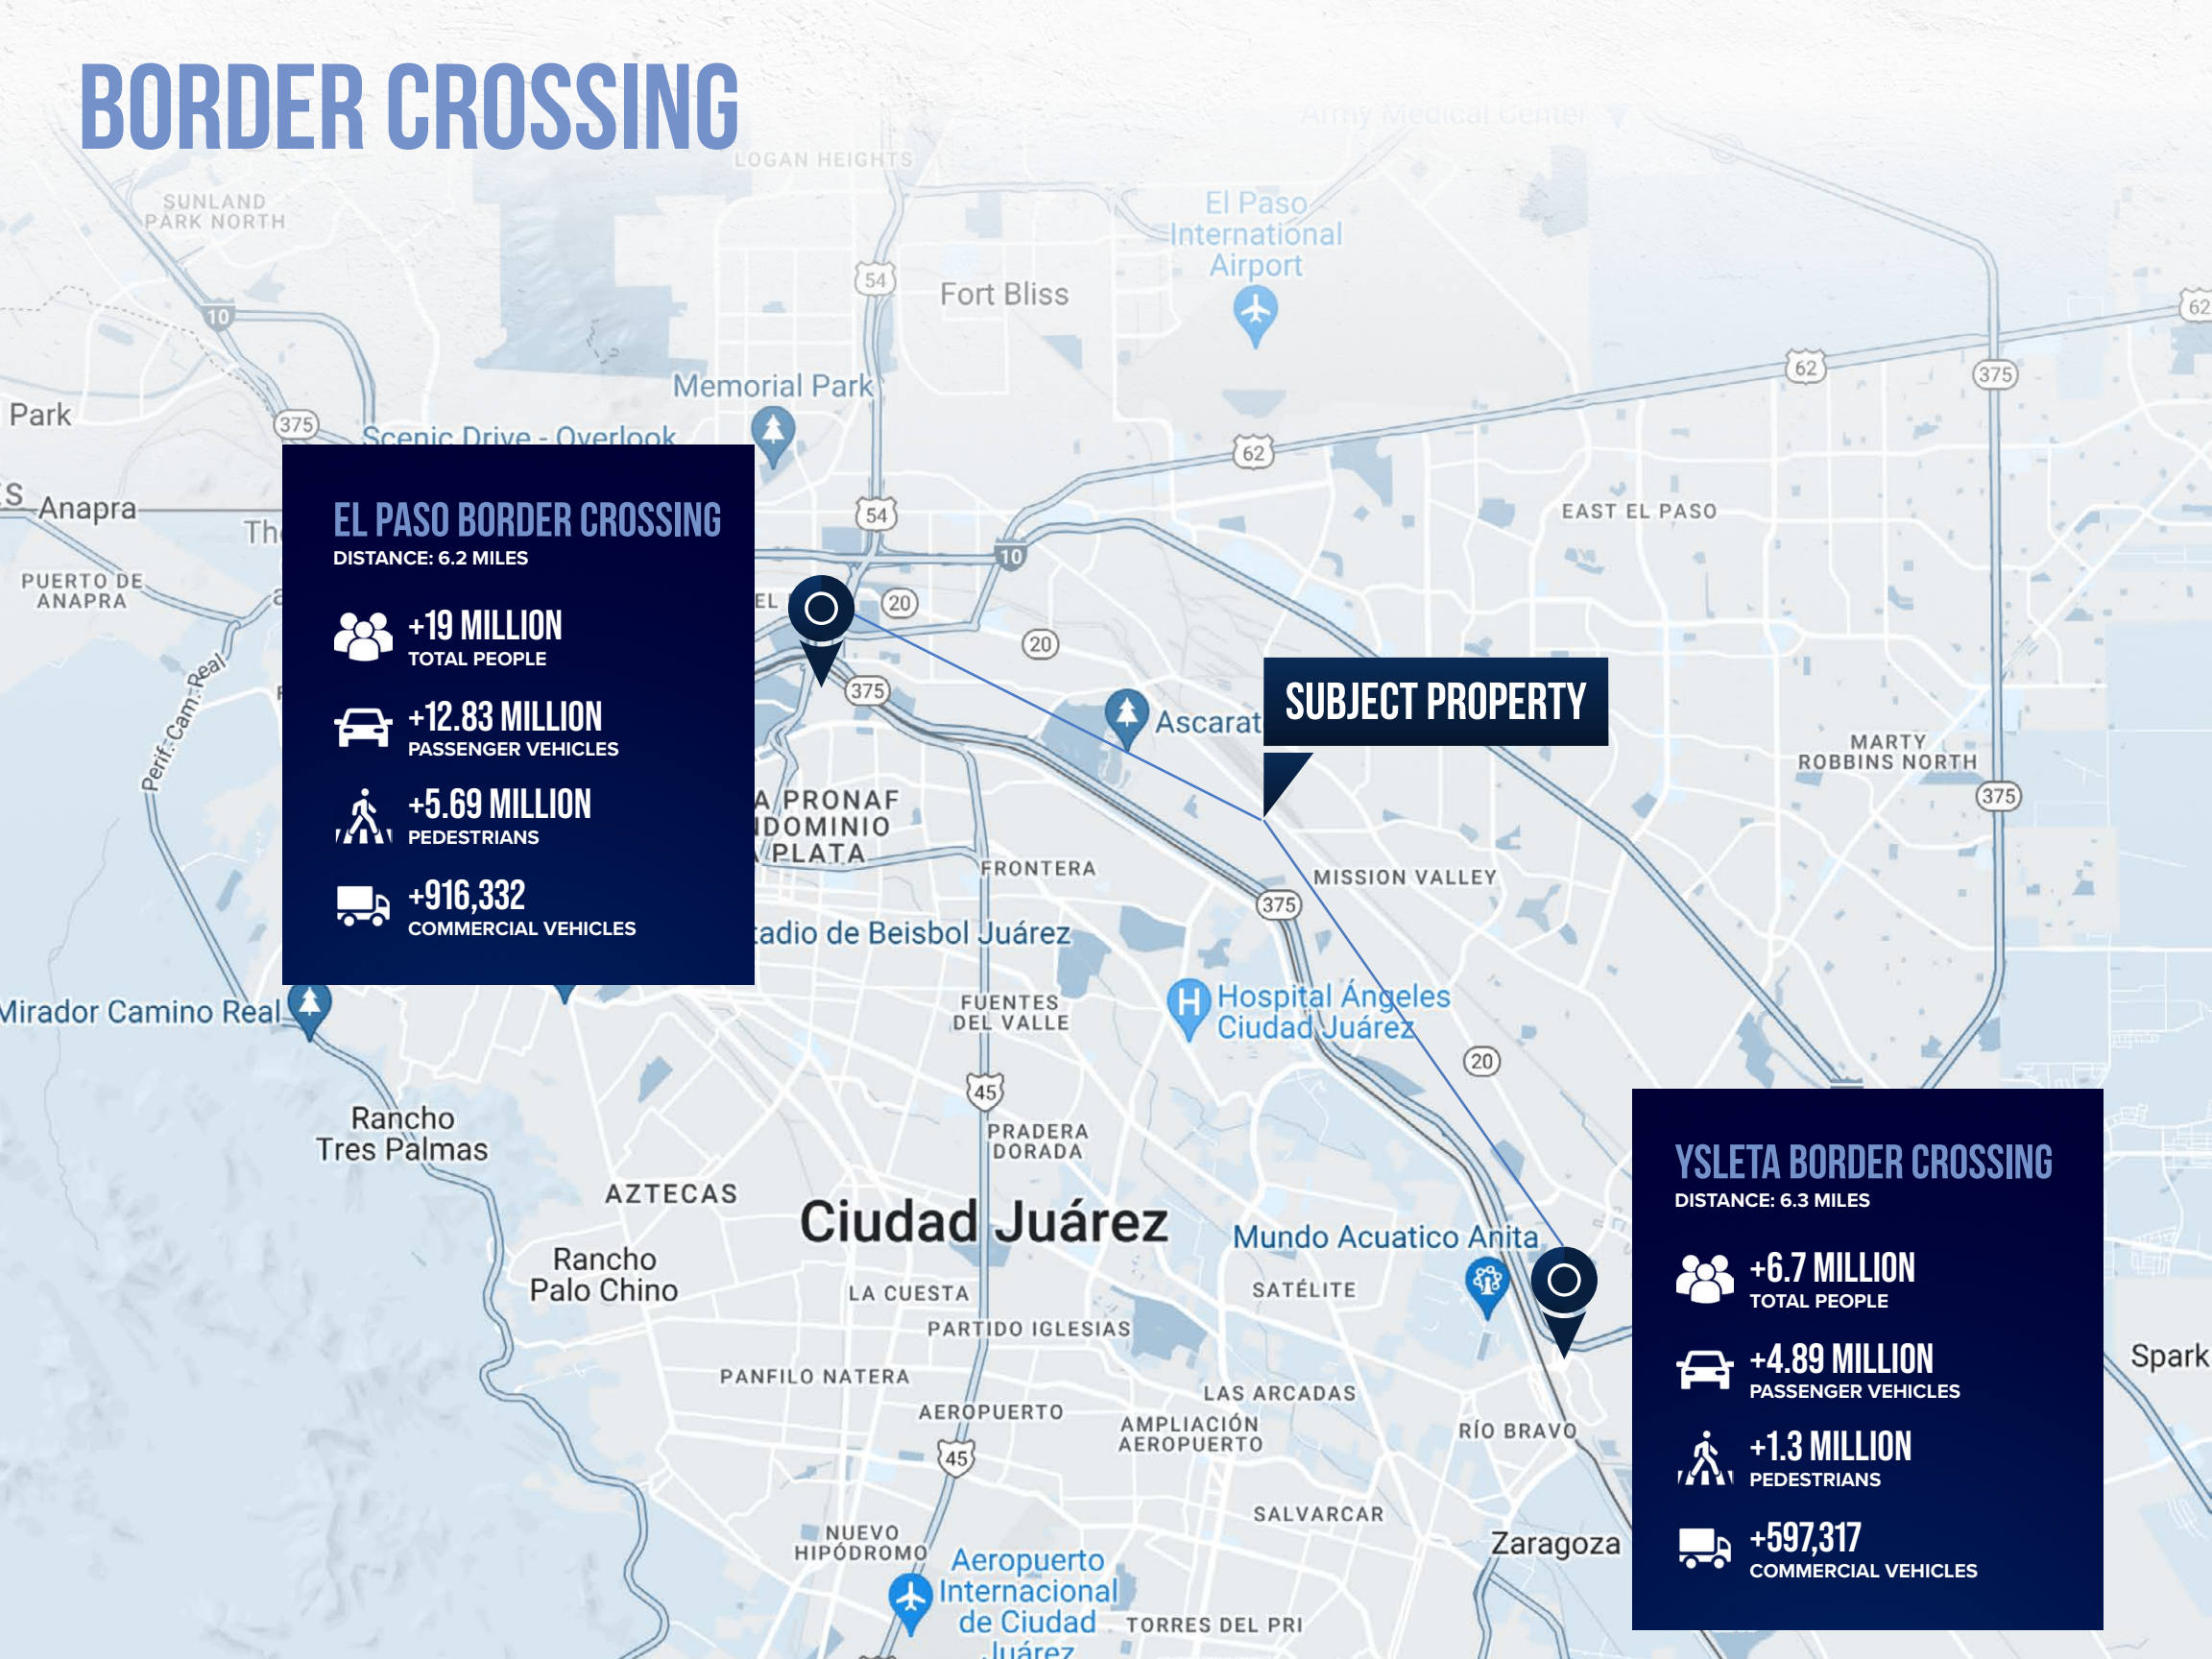 BORDER CROSSING
Army Medical Center
LOGAN HEIGHTS
SUNLAND
PARK NORTH
El Paso
International
Airport
54
Fort Bliss
10
62
62
375
Memorial Park
Park
375
Scenic Drive - Overlook
62
Anapra
54
EAST EL PASO
EL PASO BORDER CROSSING
DISTANCE: 6.2 MILES
10
PUERTO DE
ANAPRA
EL
20
20
+19 MILLION
TOTAL PEOPLE
Perif. Cam. Real
375
+12.83 MILLION
PASSENGER VEHICLES
SUBJECT PROPERTY
Ascarat
MARTY
ROBBINS NORTH
375
+5.69 MILLION
PEDESTRIANS
A PRONAF
NDOMINIO
PLATA
FRONTERA
MISSION VALLEY
+916,332
COMMERCIAL VEHICLES
375
tadio de Beisbol Juárez
Mirador Camino Real
FUENTES
DEL VALLE
Hospital Ángeles
Ciudad Juárez
20
45
Rancho
Tres Palmas
PRADERA
DORADA
YSLETA BORDER CROSSING
DISTANCE: 6.3 MILES
AZTECAS
Ciudad Juárez
Mundo Acuatico Anita
Rancho
Palo Chino
LA CUESTA
SATÉLITE
+6.7 MILLION
TOTAL PEOPLE
PARTIDO IGLESIAS
+4.89 MILLION
PASSENGER VEHICLES
Spark
PANFILO NATERA
LAS ARCADAS
AEROPUERTO
AMPLIACIÓN
AEROPUERTO
RÍO BRAVO
+1.3 MILLION
PEDESTRIANS
45
SALVARCAR
NUEVO
HIPÓDROMO
Zaragoza
+597,317
COMMERCIAL VEHICLES
Aeropuerto
Internacional
de Ciudad
Juárez
TORRES DEL PRI